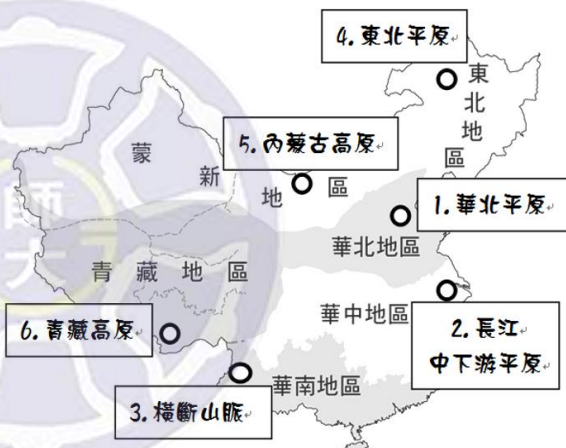 4. 東北平原
東北地區
5. 內蒙古高原
蒙新地區
1. 華北平原
華北地區
青藏地區
華中地區
6. 青藏高原
2. 長江
中下游平原
華南地區
3. 橫斷山脈
師大